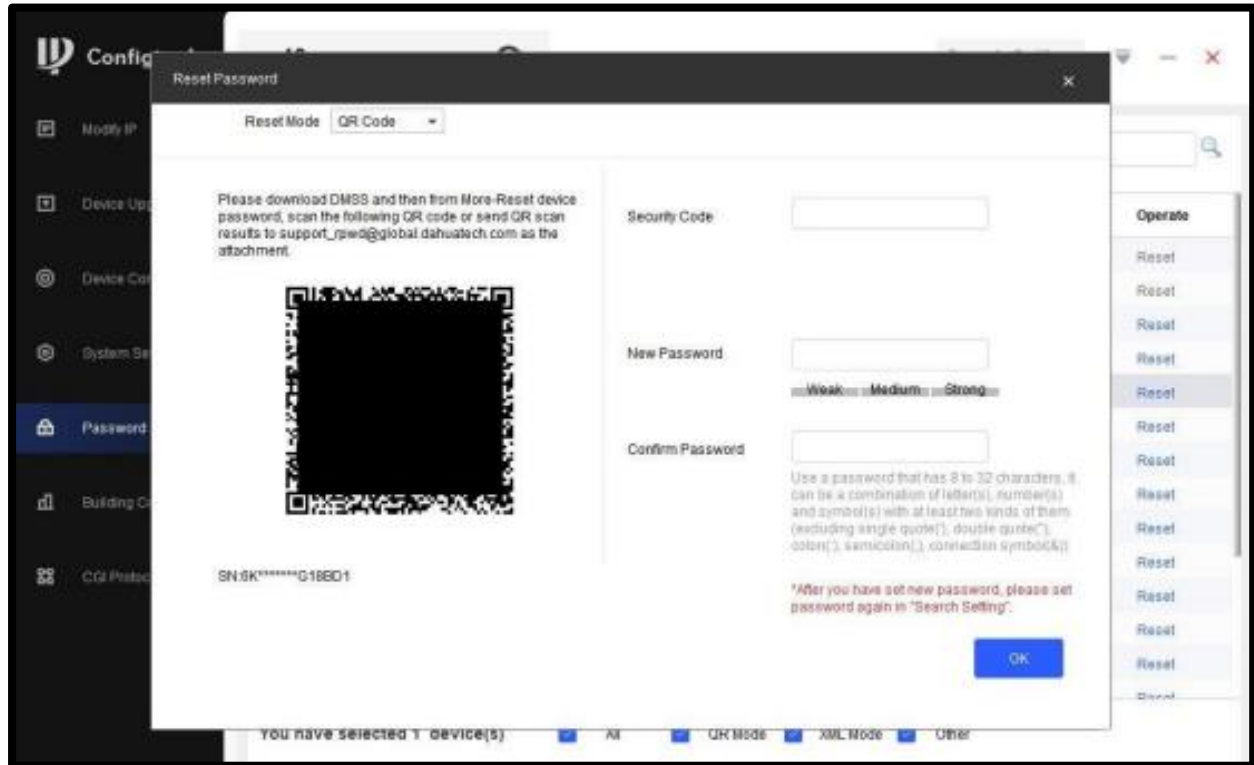 Config
Reset Password
Reset Mode QR Code
Modify IP
Device Upg
Device Con
System Se
Password
Building C
CGI Protoc
Please download DMSS and then from More-Reset device
password, scan the following QR code or send QR scan
results to support_rpwd@global.dahuatech.com as the
attachment.
SN:6K*******G18BD1
Security Code
New Password
Weak Medium Strong
Confirm Password
Use a password that has 8 to 32 characters, it
can be a combination of letter(s), number(s)
and symbol(s) with at least two kinds of them
(excluding single quote('), double quote("),
colon(:), semicolon(;), connection symbol(&))
*After you have set new password, please set
password again in "Search Setting".
OK
Operate
Reset
Reset
Reset
Reset
Reset
Reset
Reset
Reset
Reset
Reset
Reset
Reset
Reset
You have selected 1 device(s) All QR Mode XML Mode Other